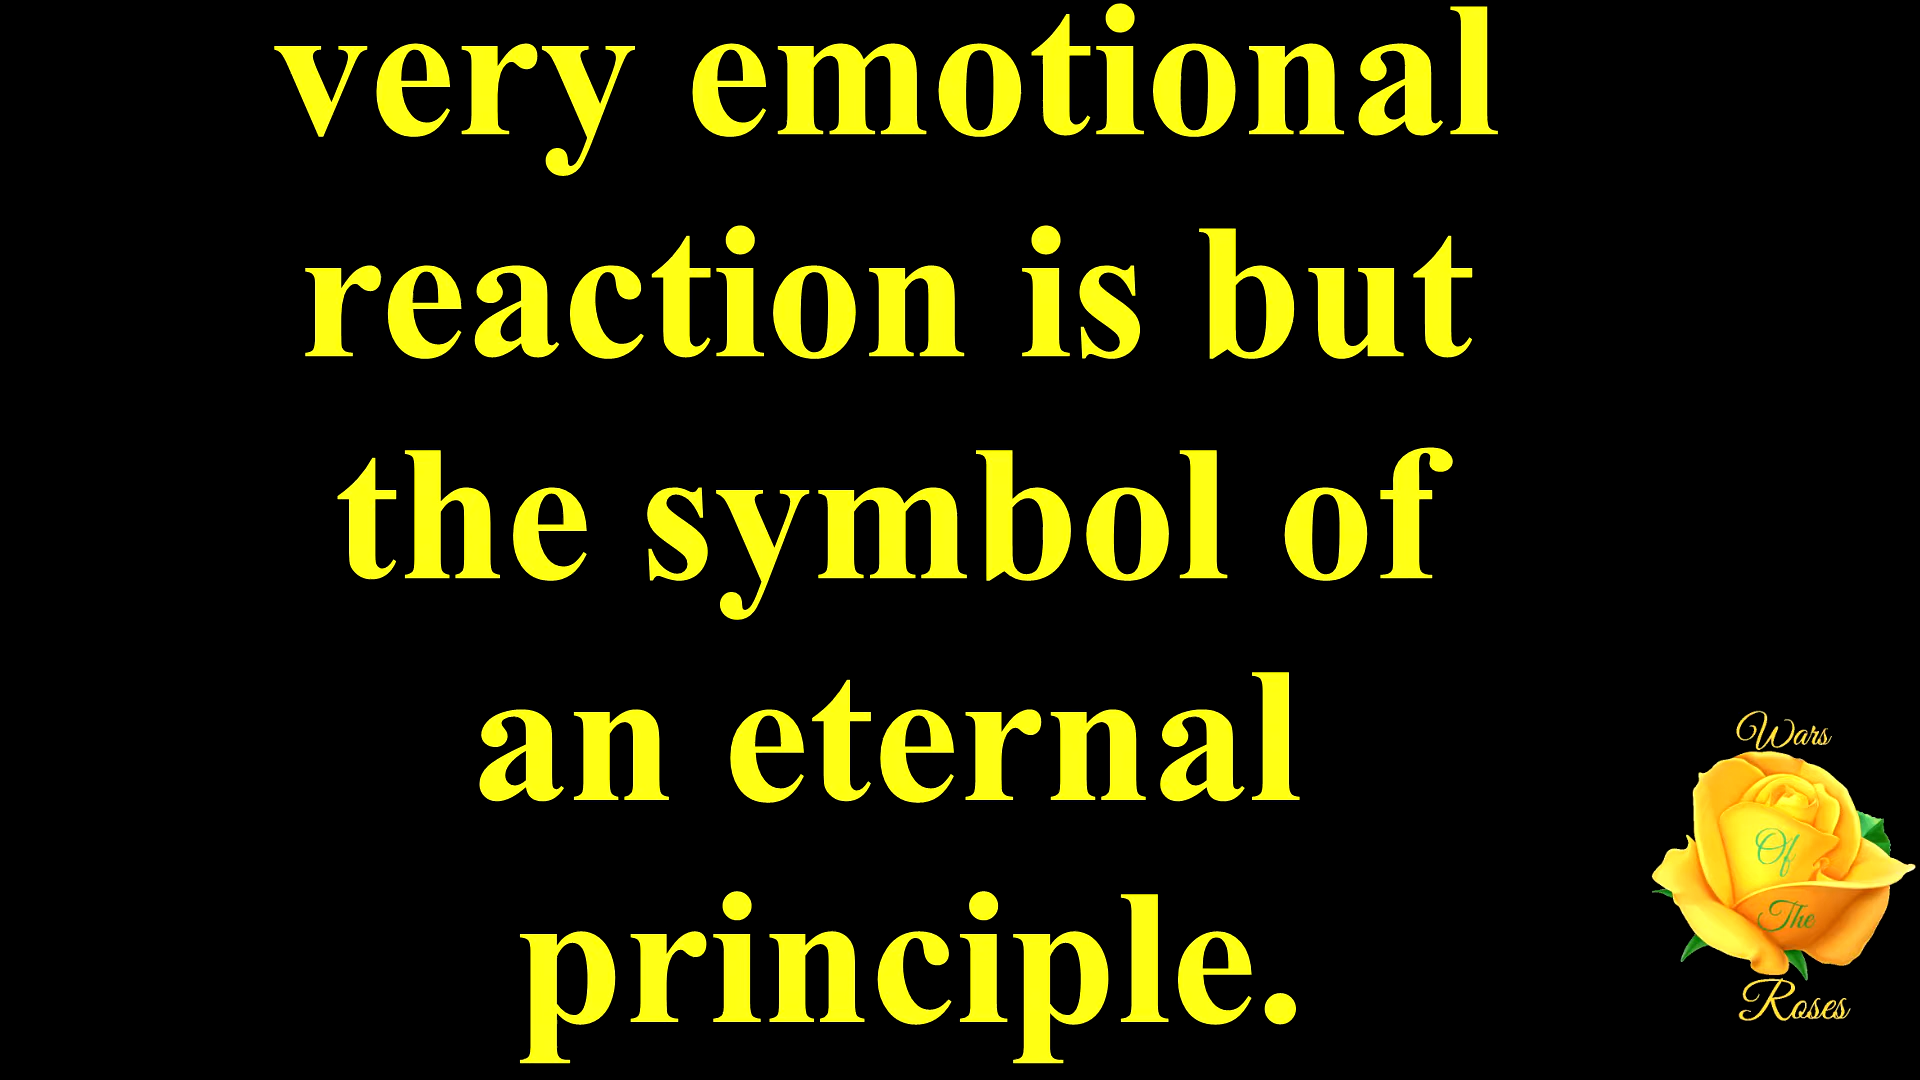 very emotional
reaction is but
the symbol of
an eternal
principle.
Wars
Of
The
Roses